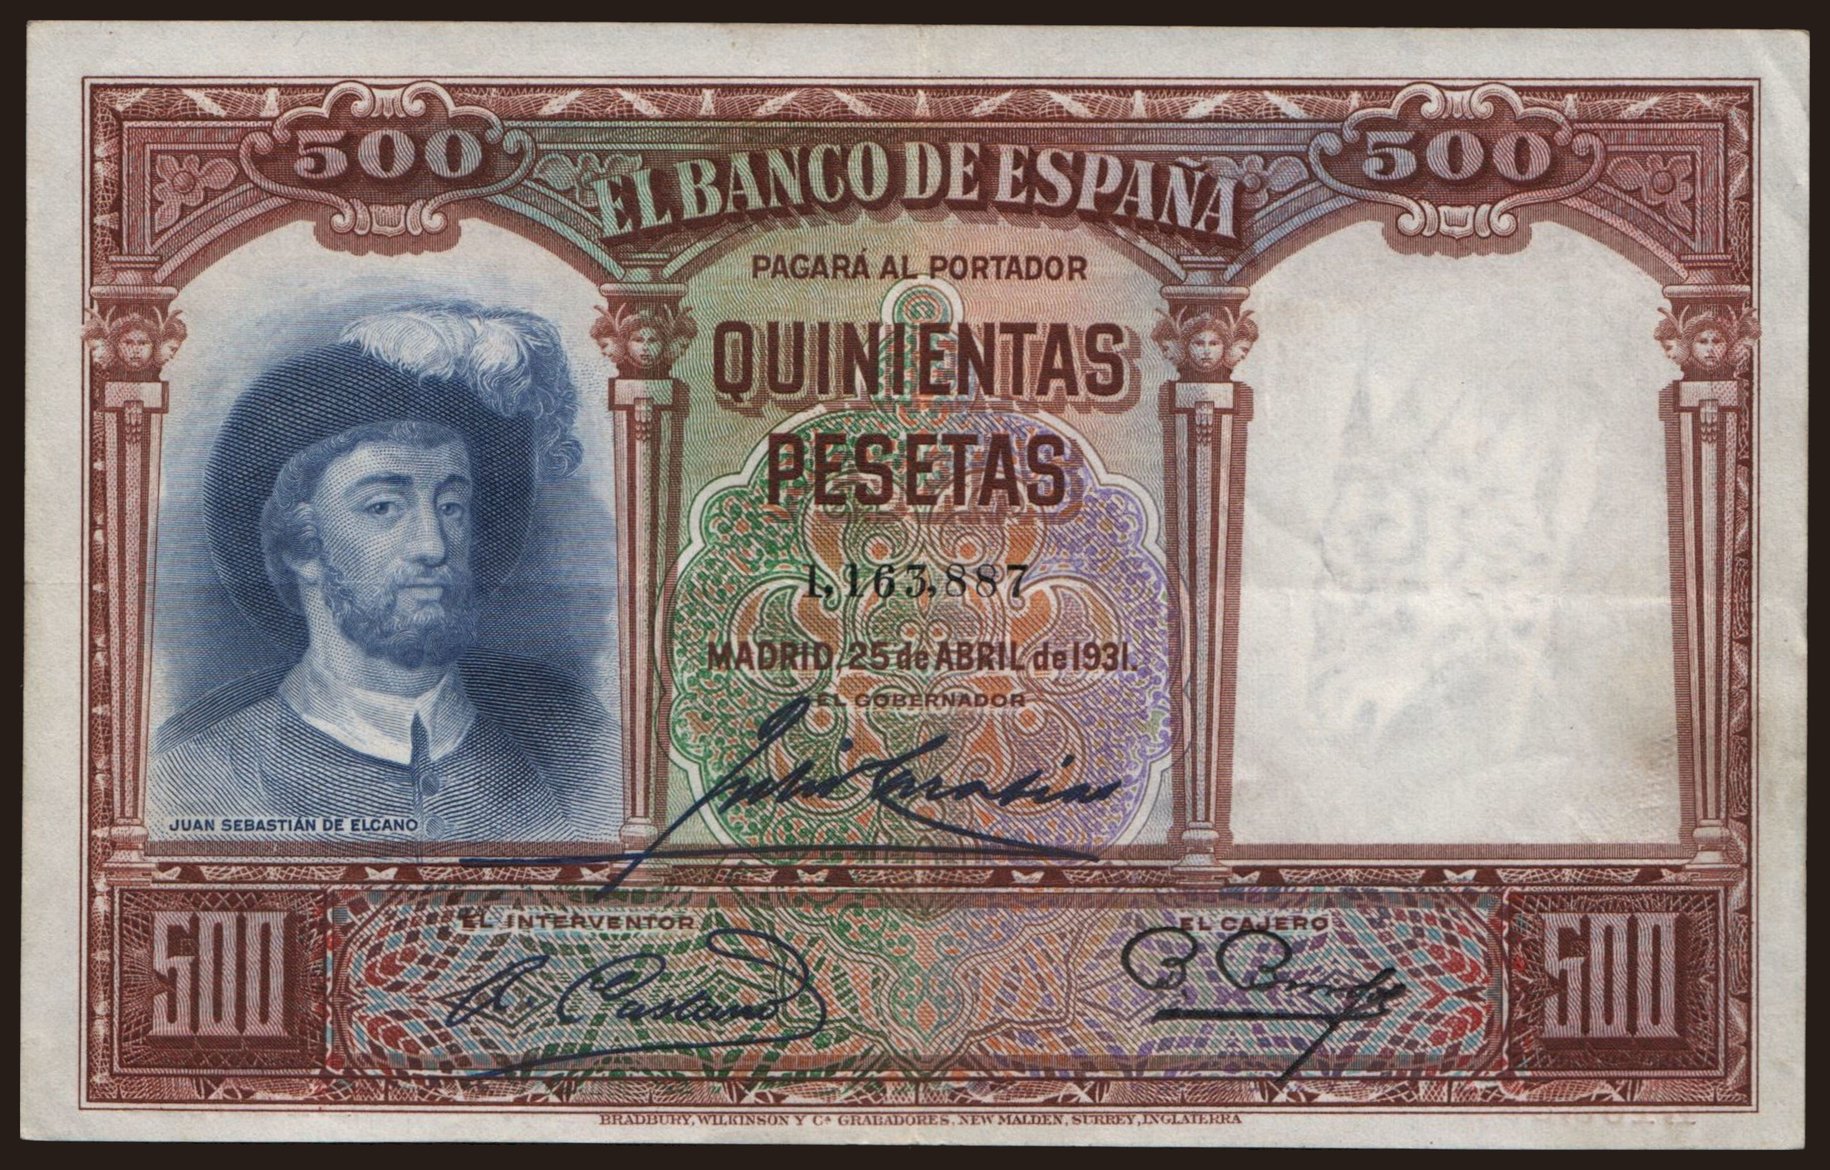 500 500
EL BANCO DE ESPAÑA
PAGARÁ AL PORTADOR
QUINIENTAS
PESETAS
1,163,887
MADRID, 25 de ABRIL de 1931.
EL GOBERNADOR
JUAN SEBASTIÁN DE ELCANO
EL INTERVENTOR EL CAJERO
500 500
BRADBURY, WILKINSON Y Cª GRABADORES, NEW MALDEN, SURREY, INGLATERRA